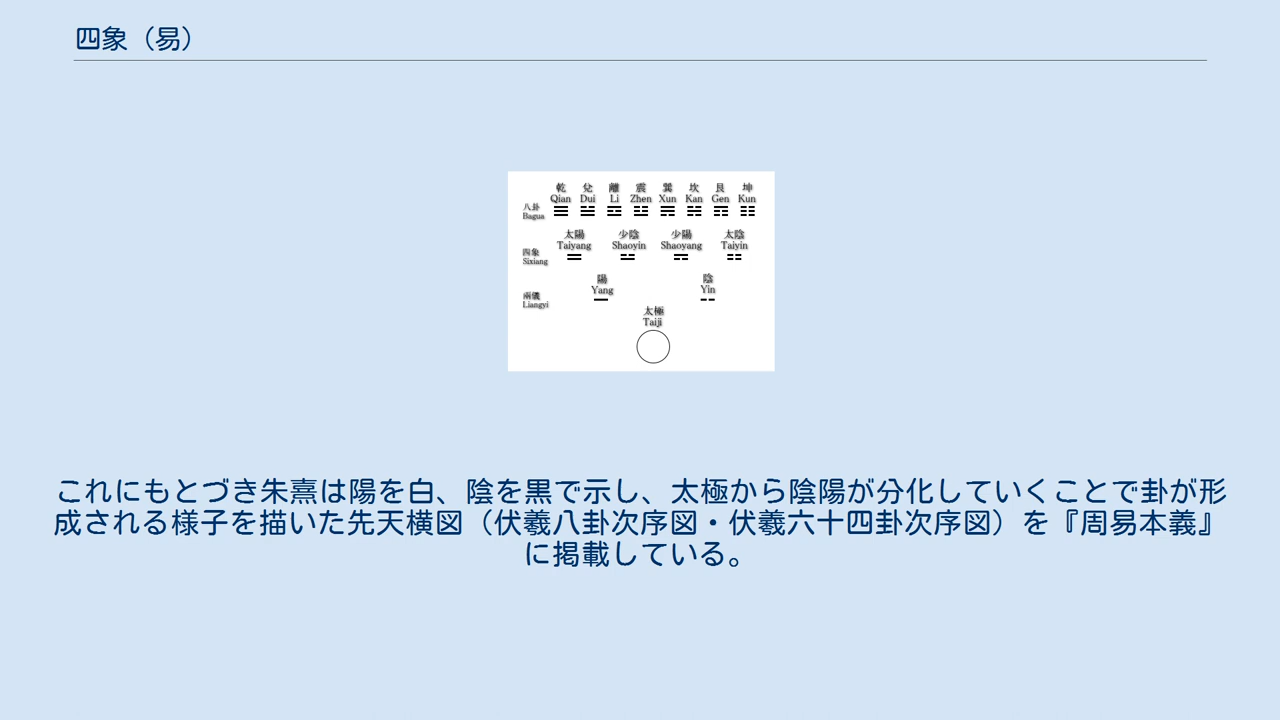 四象（易）
乾 兌 離 震 巽 坎 艮 坤
Qian Dui Li Zhen Xun Kan Gen Kun
八卦
Bagua
太陽 少陰 少陽 太陰
Taiyang Shaoyin Shaoyang Taiyin
四象
Sixiang
陽 陰
Yang Yin
兩儀
Liangyi
太極
Taiji
これにもとづき朱熹は陽を白、陰を黒で示し、太極から陰陽が分化していくことで卦が形
成される様子を描いた先天横図（伏羲八卦次序図・伏羲六十四卦次序図）を『周易本義』
に掲載している。